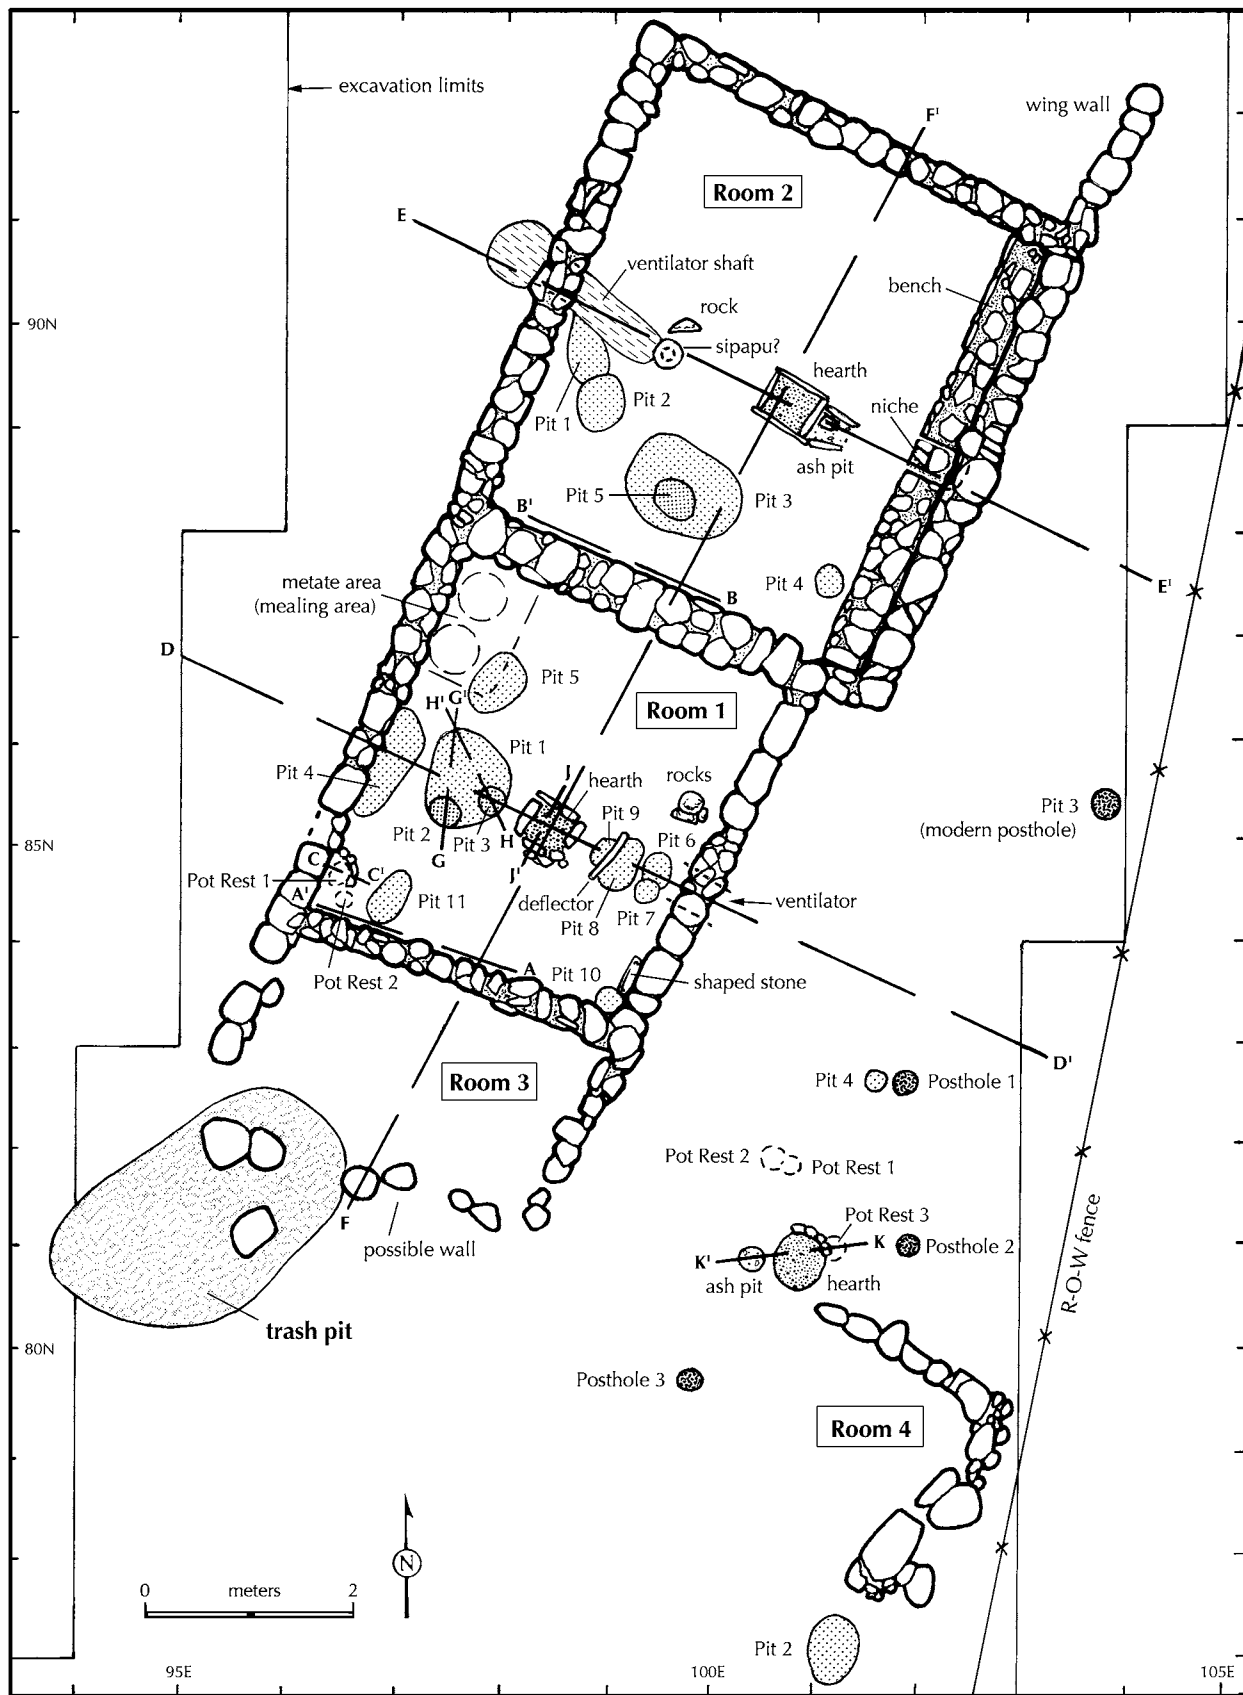 excavation limits
wing wall
F'
Room 2
E
ventilator shaft
bench
rock
90N
sipapu?
hearth
niche
Pit 1
Pit 2
ash pit
Pit 5
Pit 3
B'
metate area
(mealing area)
Pit 4
B
E'
D
Pit 5
H'
G'
Room 1
Pit 1
Pit 4
J
hearth
rocks
Pit 3
(modern posthole)
Pit 9
Pit 2
Pit 3
H
Pit 6
85N
G
C
C'
J'
Pot Rest 1
A'
Pit 11
deflector
Pit 8
Pit 7
ventilator
Pot Rest 2
A
Pit 10
shaped stone
D'
Room 3
Pit 4
Posthole 1
Pot Rest 2
Pot Rest 1
F
possible wall
Pot Rest 3
K
Posthole 2
K'
ash pit
hearth
R-O-W fence
trash pit
80N
Posthole 3
Room 4
N
0
meters
2
Pit 2
95E
100E
105E